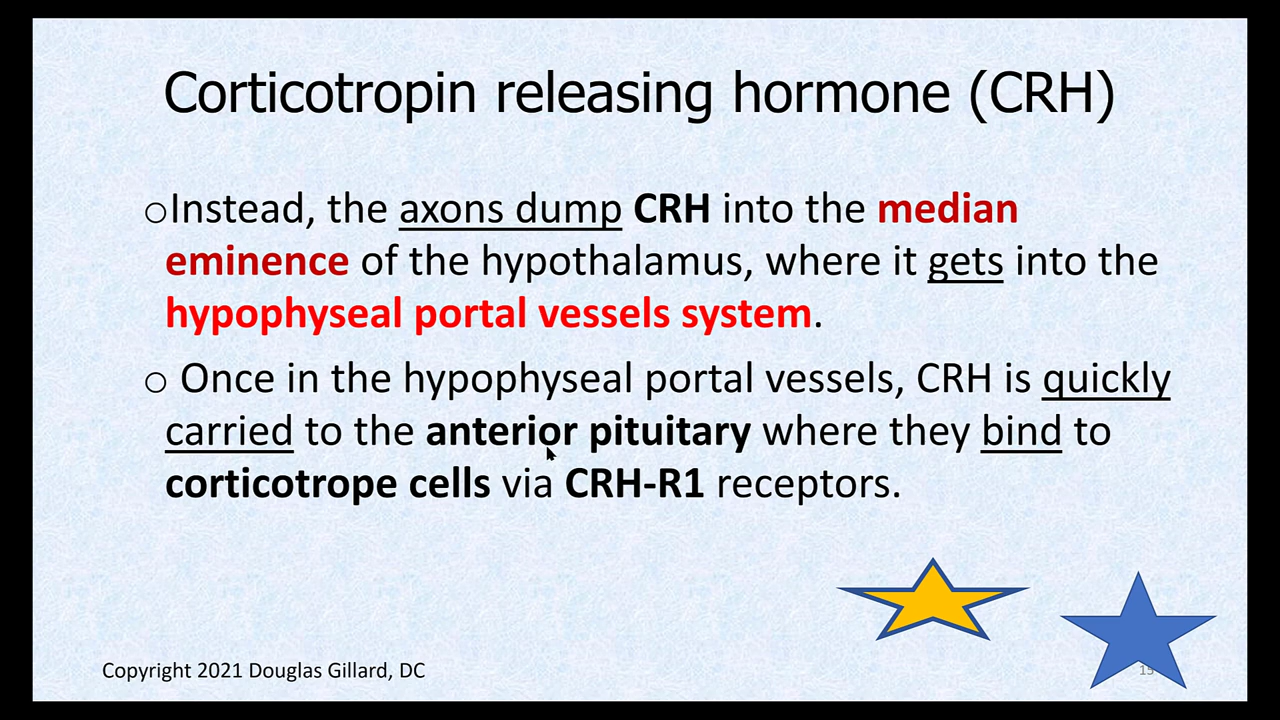 Corticotropin releasing hormone (CRH)
oInstead, the axons dump CRH into the median
eminence of the hypothalamus, where it gets into the
hypophyseal portal vessels system.
o Once in the hypophyseal portal vessels, CRH is quickly
carried to the anterior pituitary where they bind to
corticotrope cells via CRH-R1 receptors.
Copyright 2021 Douglas Gillard, DC